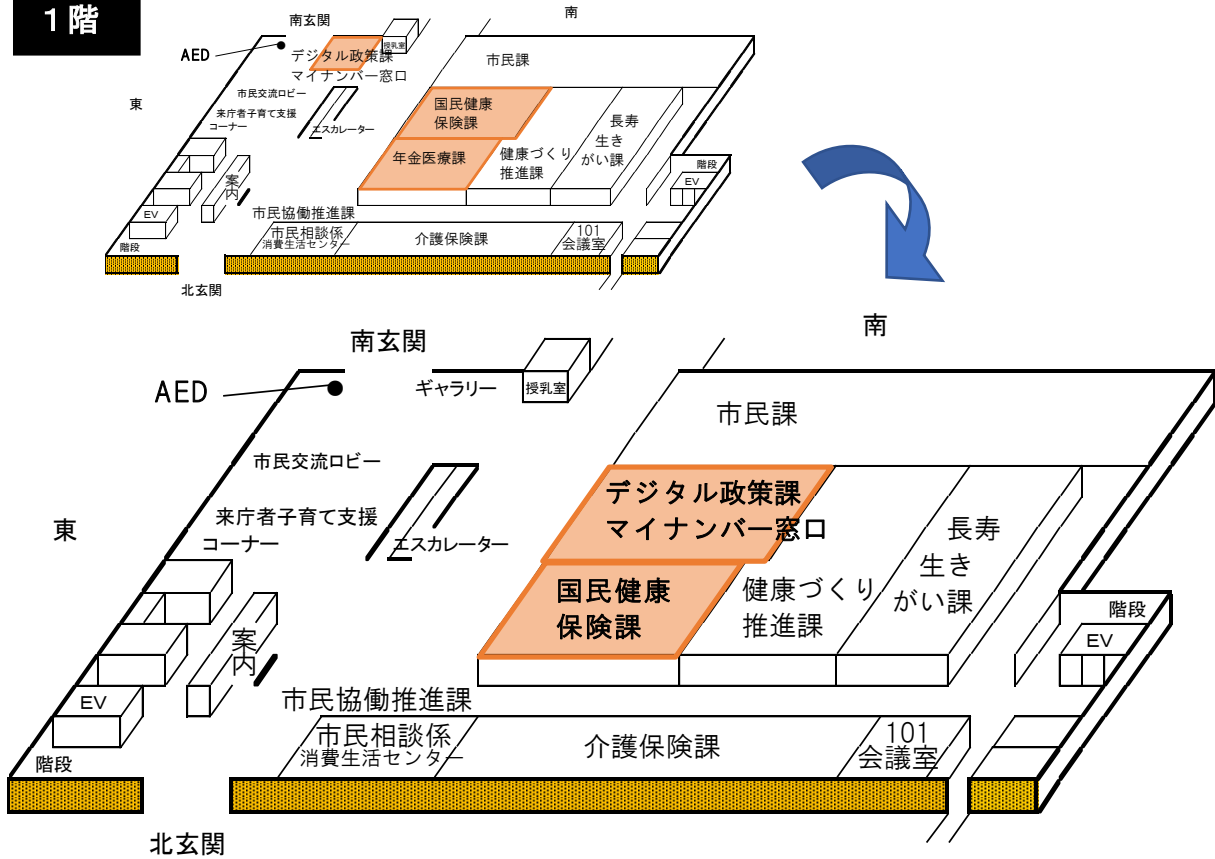 1階
南
南玄関
AED
授乳室
デジタル政策課
マイナンバー窓口
市民課
東
市民交流ロビー
来庁者子育て支援
コーナー
エスカレーター
国民健康
保険課
長寿
生き
がい課
年金医療課
健康づくり
推進課
階段
EV
案内
EV
市民協働推進課
市民相談係
消費生活センター
介護保険課
101
会議室
階段
北玄関
南
南玄関
AED
ギャラリー
授乳室
市民課
市民交流ロビー
デジタル政策課
マイナンバー窓口
東
来庁者子育て支援
コーナー
エスカレーター
長寿
生き
がい課
国民健康
保険課
健康づくり
推進課
階段
EV
案内
EV
市民協働推進課
市民相談係
消費生活センター
介護保険課
101
会議室
階段
北玄関